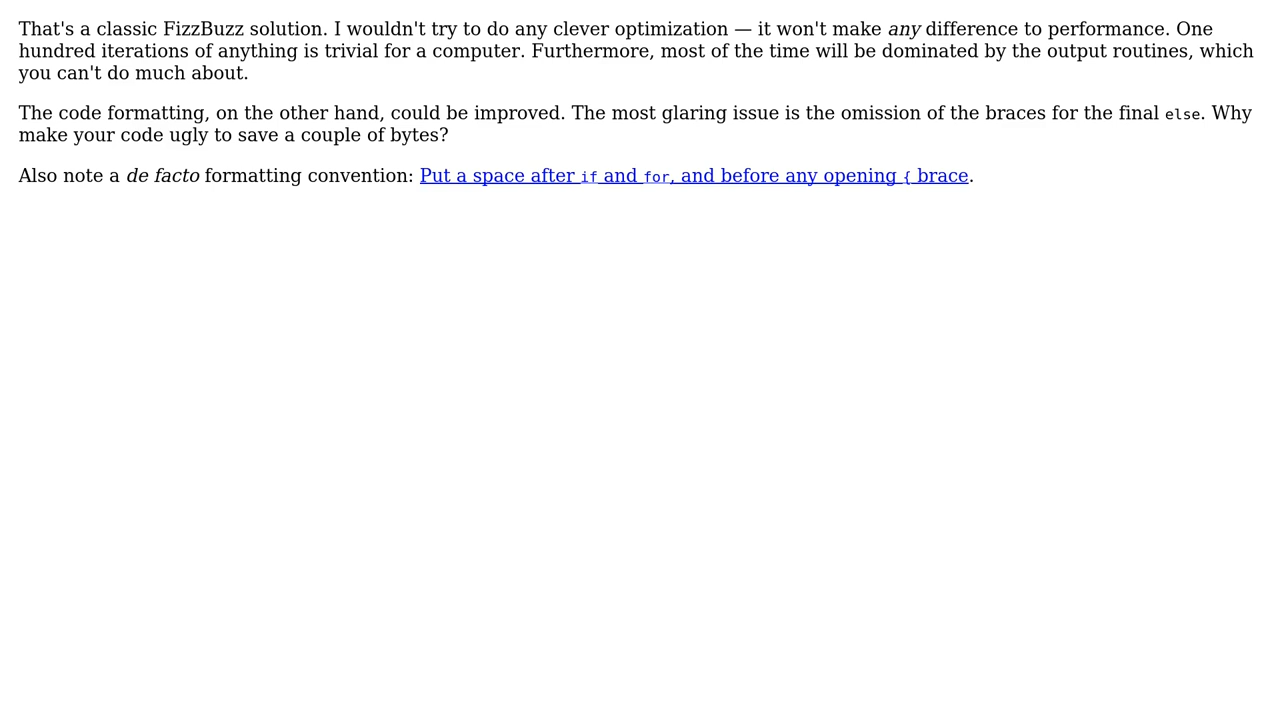 That's a classic FizzBuzz solution. I wouldn't try to do any clever optimization — it won't make any difference to performance. One
hundred iterations of anything is trivial for a computer. Furthermore, most of the time will be dominated by the output routines, which
you can't do much about.
The code formatting, on the other hand, could be improved. The most glaring issue is the omission of the braces for the final else. Why
make your code ugly to save a couple of bytes?
Also note a de facto formatting convention: Put a space after if and for, and before any opening { brace.